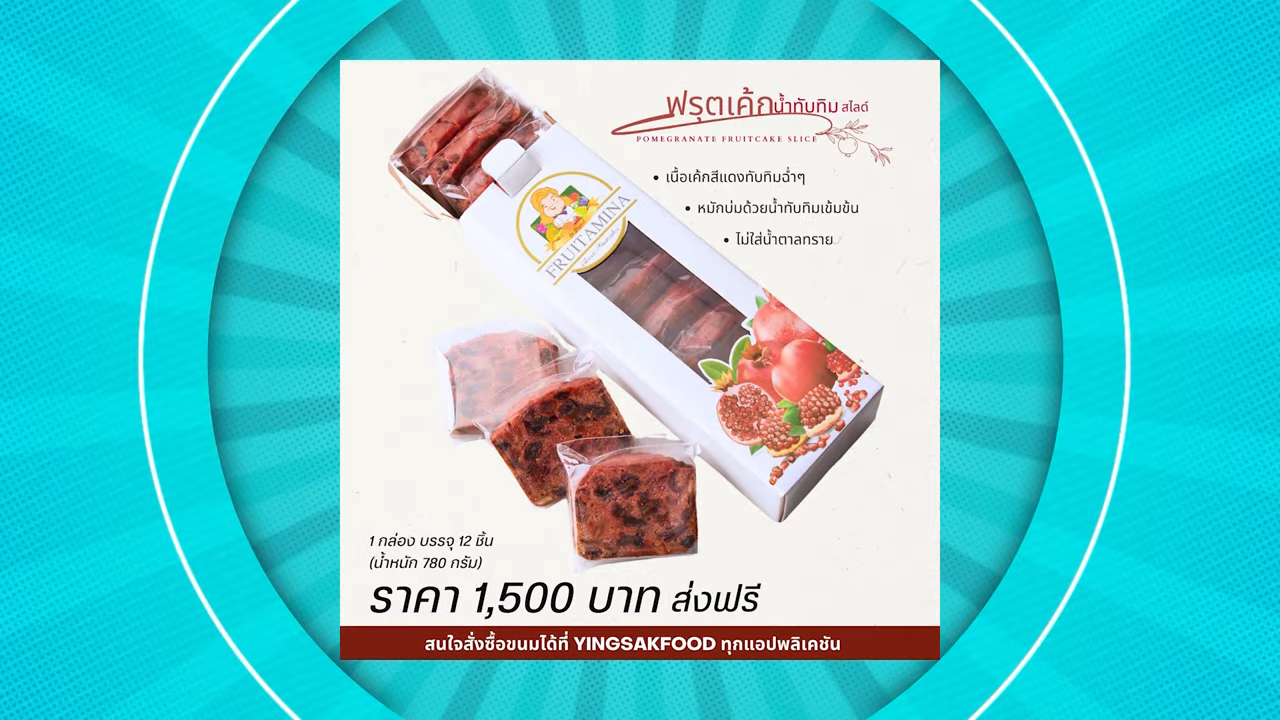 ฟรุตเค้กน้ำทับทิม สไลด์
POMEGRANATE FRUITCAKE SLICE
• เนื้อเค้กสีแดงทับทิมฉ่ำๆ
• หมักบ่มด้วยน้ำทับทิมเข้มข้น
• ไม่ใส่น้ำตาลทราย
FRUITAMINA
1 กล่อง บรรจุ 12 ชิ้น
(น้ำหนัก 780 กรัม)
ราคา 1,500 บาท ส่งฟรี
สนใจสั่งซื้อขนมได้ที่ YINGSAKFOOD ทุกแอปพลิเคชัน